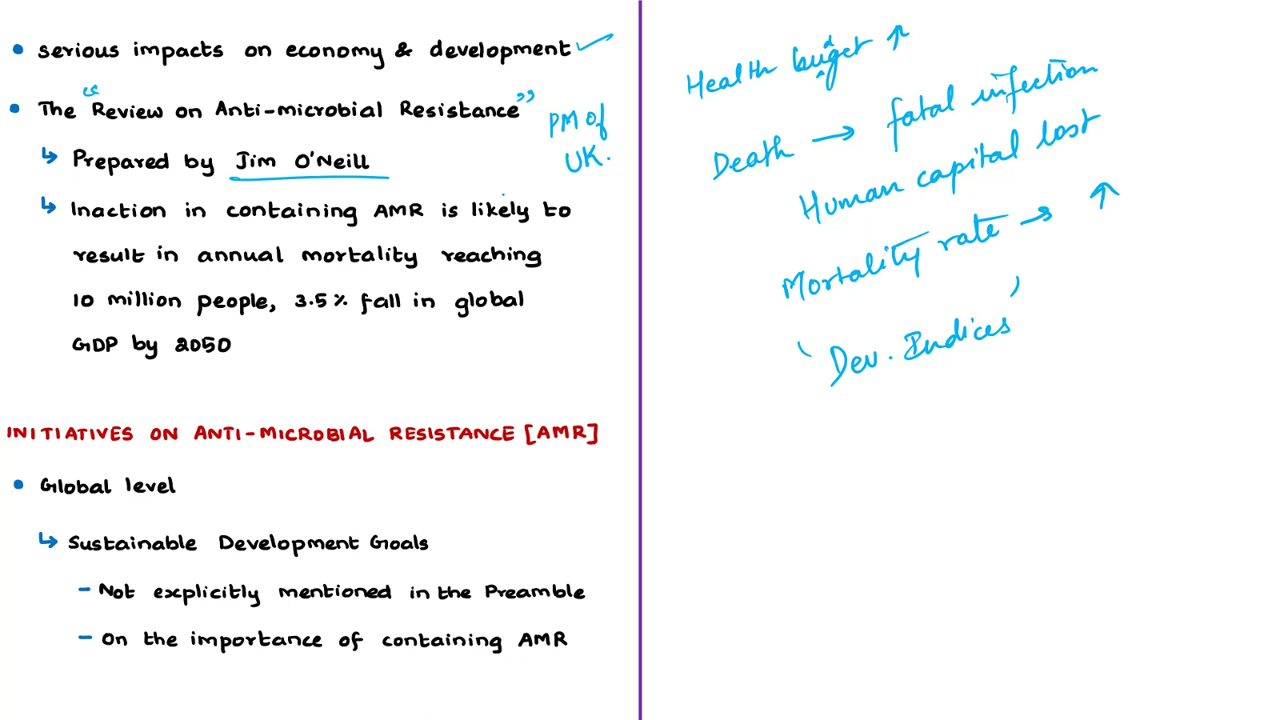 • serious impacts on economy & development ✓
• The "Review on Anti-microbial Resistance"
PM of
UK.
↳ Prepared by Jim O'Neill
↳ Inaction in containing AMR is likely to
result in annual mortality reaching
10 million people, 3.5% fall in global
GDP by 2050
INITIATIVES ON ANTI-MICROBIAL RESISTANCE [AMR]
• Global level
↳ Sustainable Development Goals
- Not explicitly mentioned in the Preamble
- On the importance of containing AMR
Health budget ↑
Death → fatal infection
Human capital lost
Mortality rate → ↑
(Dev. Indices)